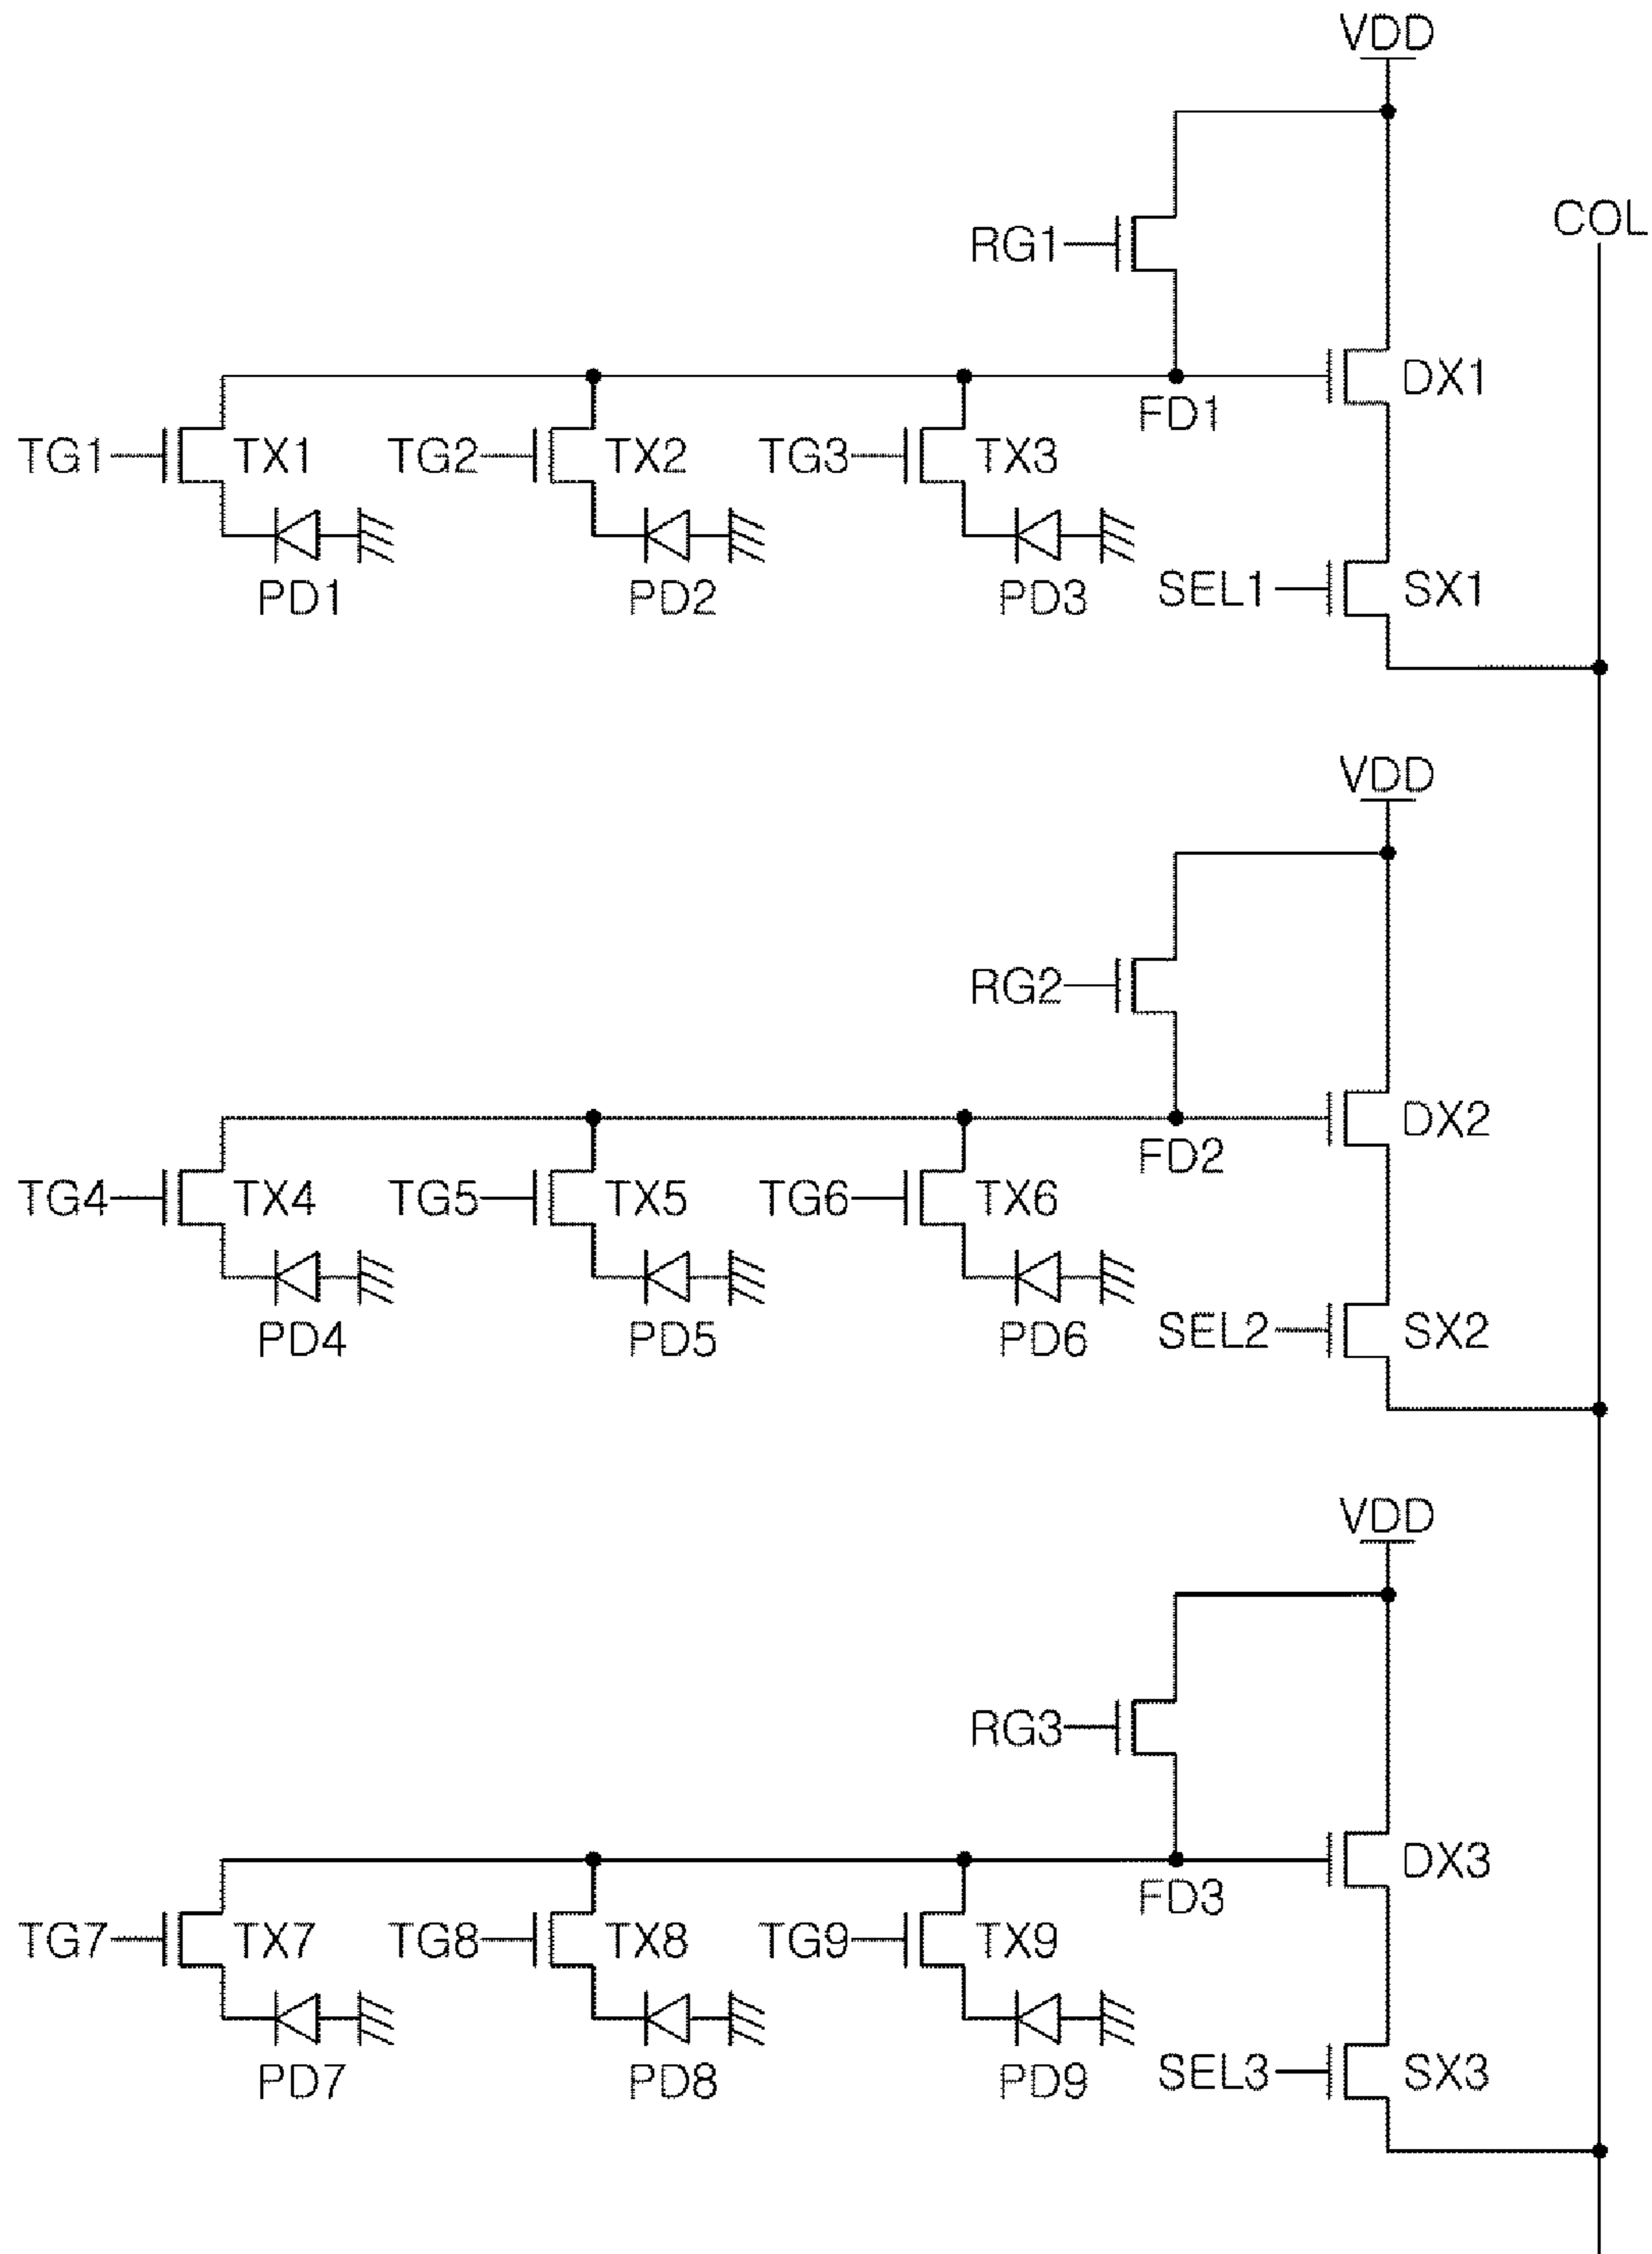 VDD
COL
RG1
DX1
FD1
TG1 TX1 TG2 TX2 TG3 TX3
PD1 PD2 PD3 SEL1 SX1
VDD
RG2
DX2
FD2
TG4 TX4 TG5 TX5 TG6 TX6
PD4 PD5 PD6 SEL2 SX2
VDD
RG3
DX3
FD3
TG7 TX7 TG8 TX8 TG9 TX9
PD7 PD8 PD9 SEL3 SX3